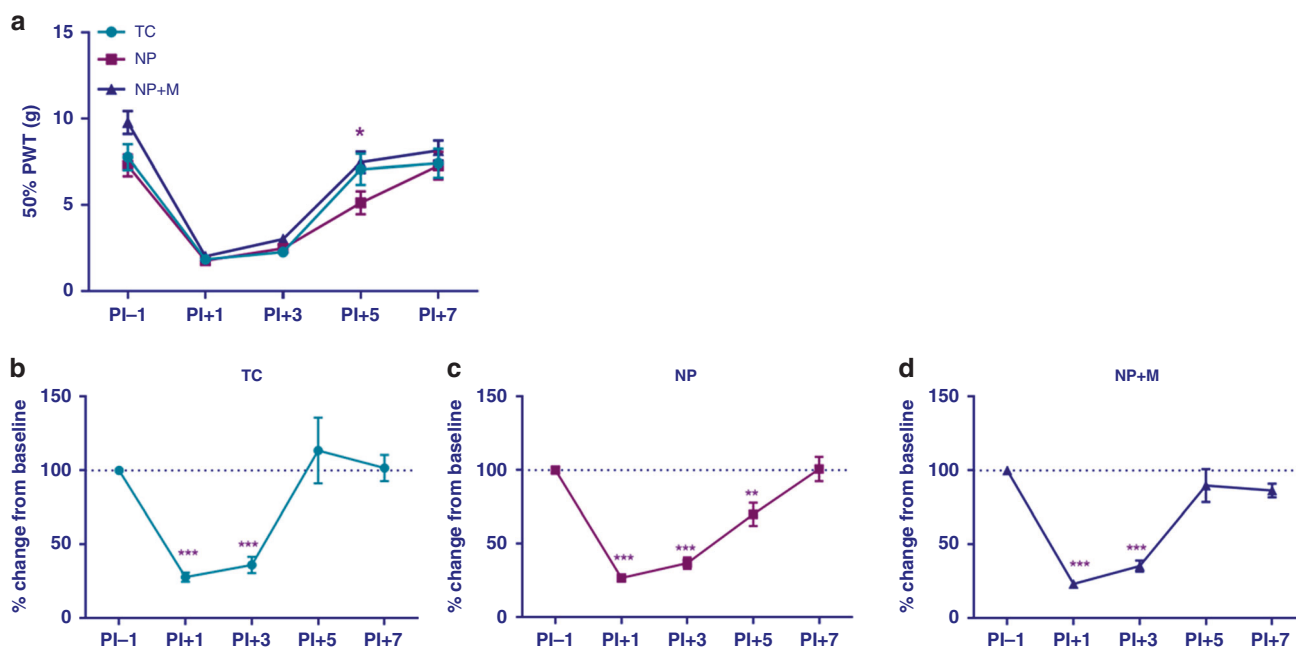 a
15
10
5
0
50% PWT (g)
TC
NP
NP+M
*
PI–1 PI+1 PI+3 PI+5 PI+7
b
TC
150
100
50
0
% change from baseline
***
***
PI–1 PI+1 PI+3 PI+5 PI+7
c
NP
150
100
50
0
% change from baseline
***
***
**
PI–1 PI+1 PI+3 PI+5 PI+7
d
NP+M
150
100
50
0
% change from baseline
***
***
PI–1 PI+1 PI+3 PI+5 PI+7